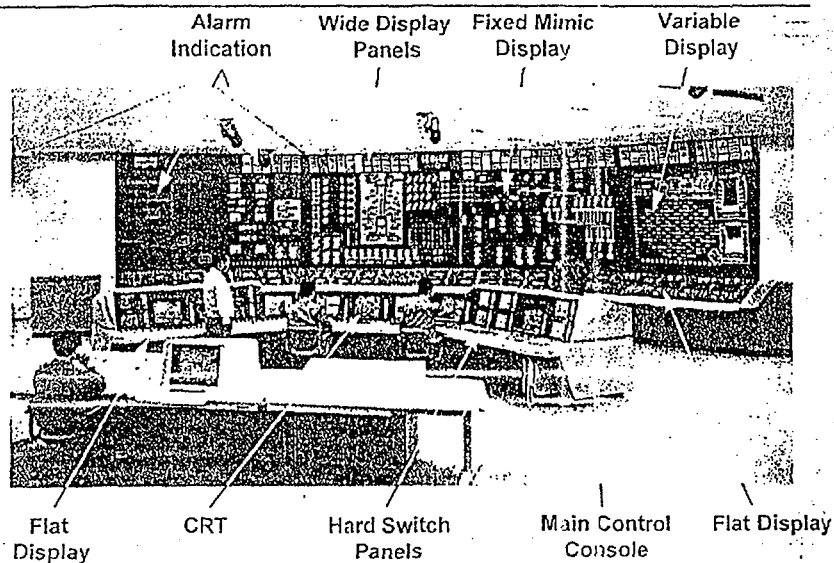 Alarm
Indication
Wide Display
Panels
Fixed Mimic
Display
Variable
Display
Flat
Display
CRT
Hard Switch
Panels
Main Control
Console
Flat Display